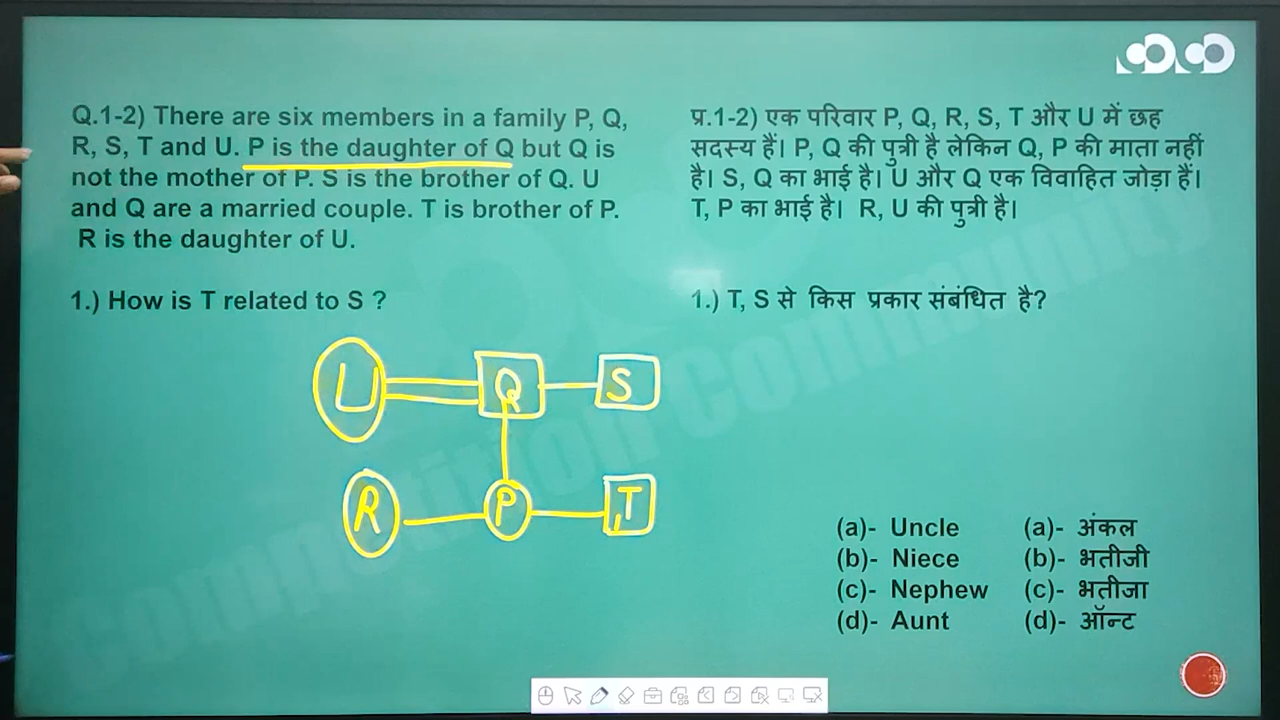 Q.1-2) There are six members in a family P, Q,
R, S, T and U. P is the daughter of Q but Q is
not the mother of P. S is the brother of Q. U
and Q are a married couple. T is brother of P.
R is the daughter of U.
1.) How is T related to S ?
प्र.1-2) एक परिवार P, Q, R, S, T और U में छह
सदस्य हैं। P, Q की पुत्री है लेकिन Q, P की माता नहीं
है। S, Q का भाई है। U और Q एक विवाहित जोड़ा हैं।
T, P का भाई है। R, U की पुत्री है।
1.) T, S से किस प्रकार संबंधित है?
U Q S
R P T
(a)- Uncle (a)- अंकल
(b)- Niece (b)- भतीजी
(c)- Nephew (c)- भतीजा
(d)- Aunt (d)- ऑन्ट
Competition Community